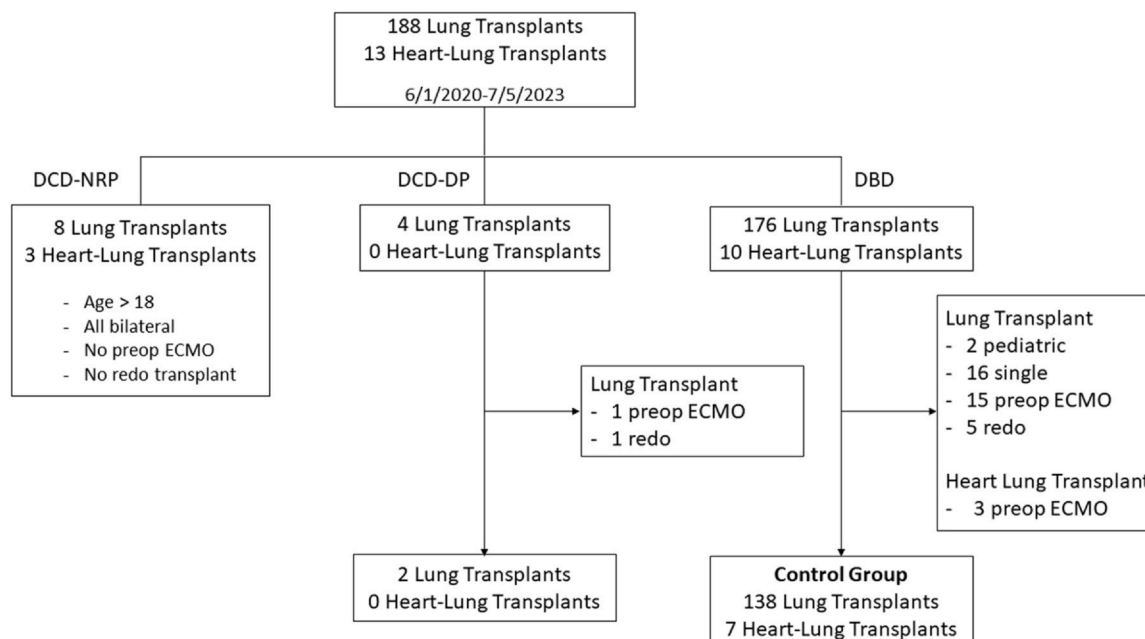 188 Lung Transplants
13 Heart-Lung Transplants
6/1/2020-7/5/2023
DCD-NRP
DCD-DP
DBD
8 Lung Transplants
3 Heart-Lung Transplants
- Age > 18
- All bilateral
- No preop ECMO
- No redo transplant
4 Lung Transplants
0 Heart-Lung Transplants
176 Lung Transplants
10 Heart-Lung Transplants
Lung Transplant
- 1 preop ECMO
- 1 redo
Lung Transplant
- 2 pediatric
- 16 single
- 15 preop ECMO
- 5 redo
Heart Lung Transplant
- 3 preop ECMO
2 Lung Transplants
0 Heart-Lung Transplants
Control Group
138 Lung Transplants
7 Heart-Lung Transplants